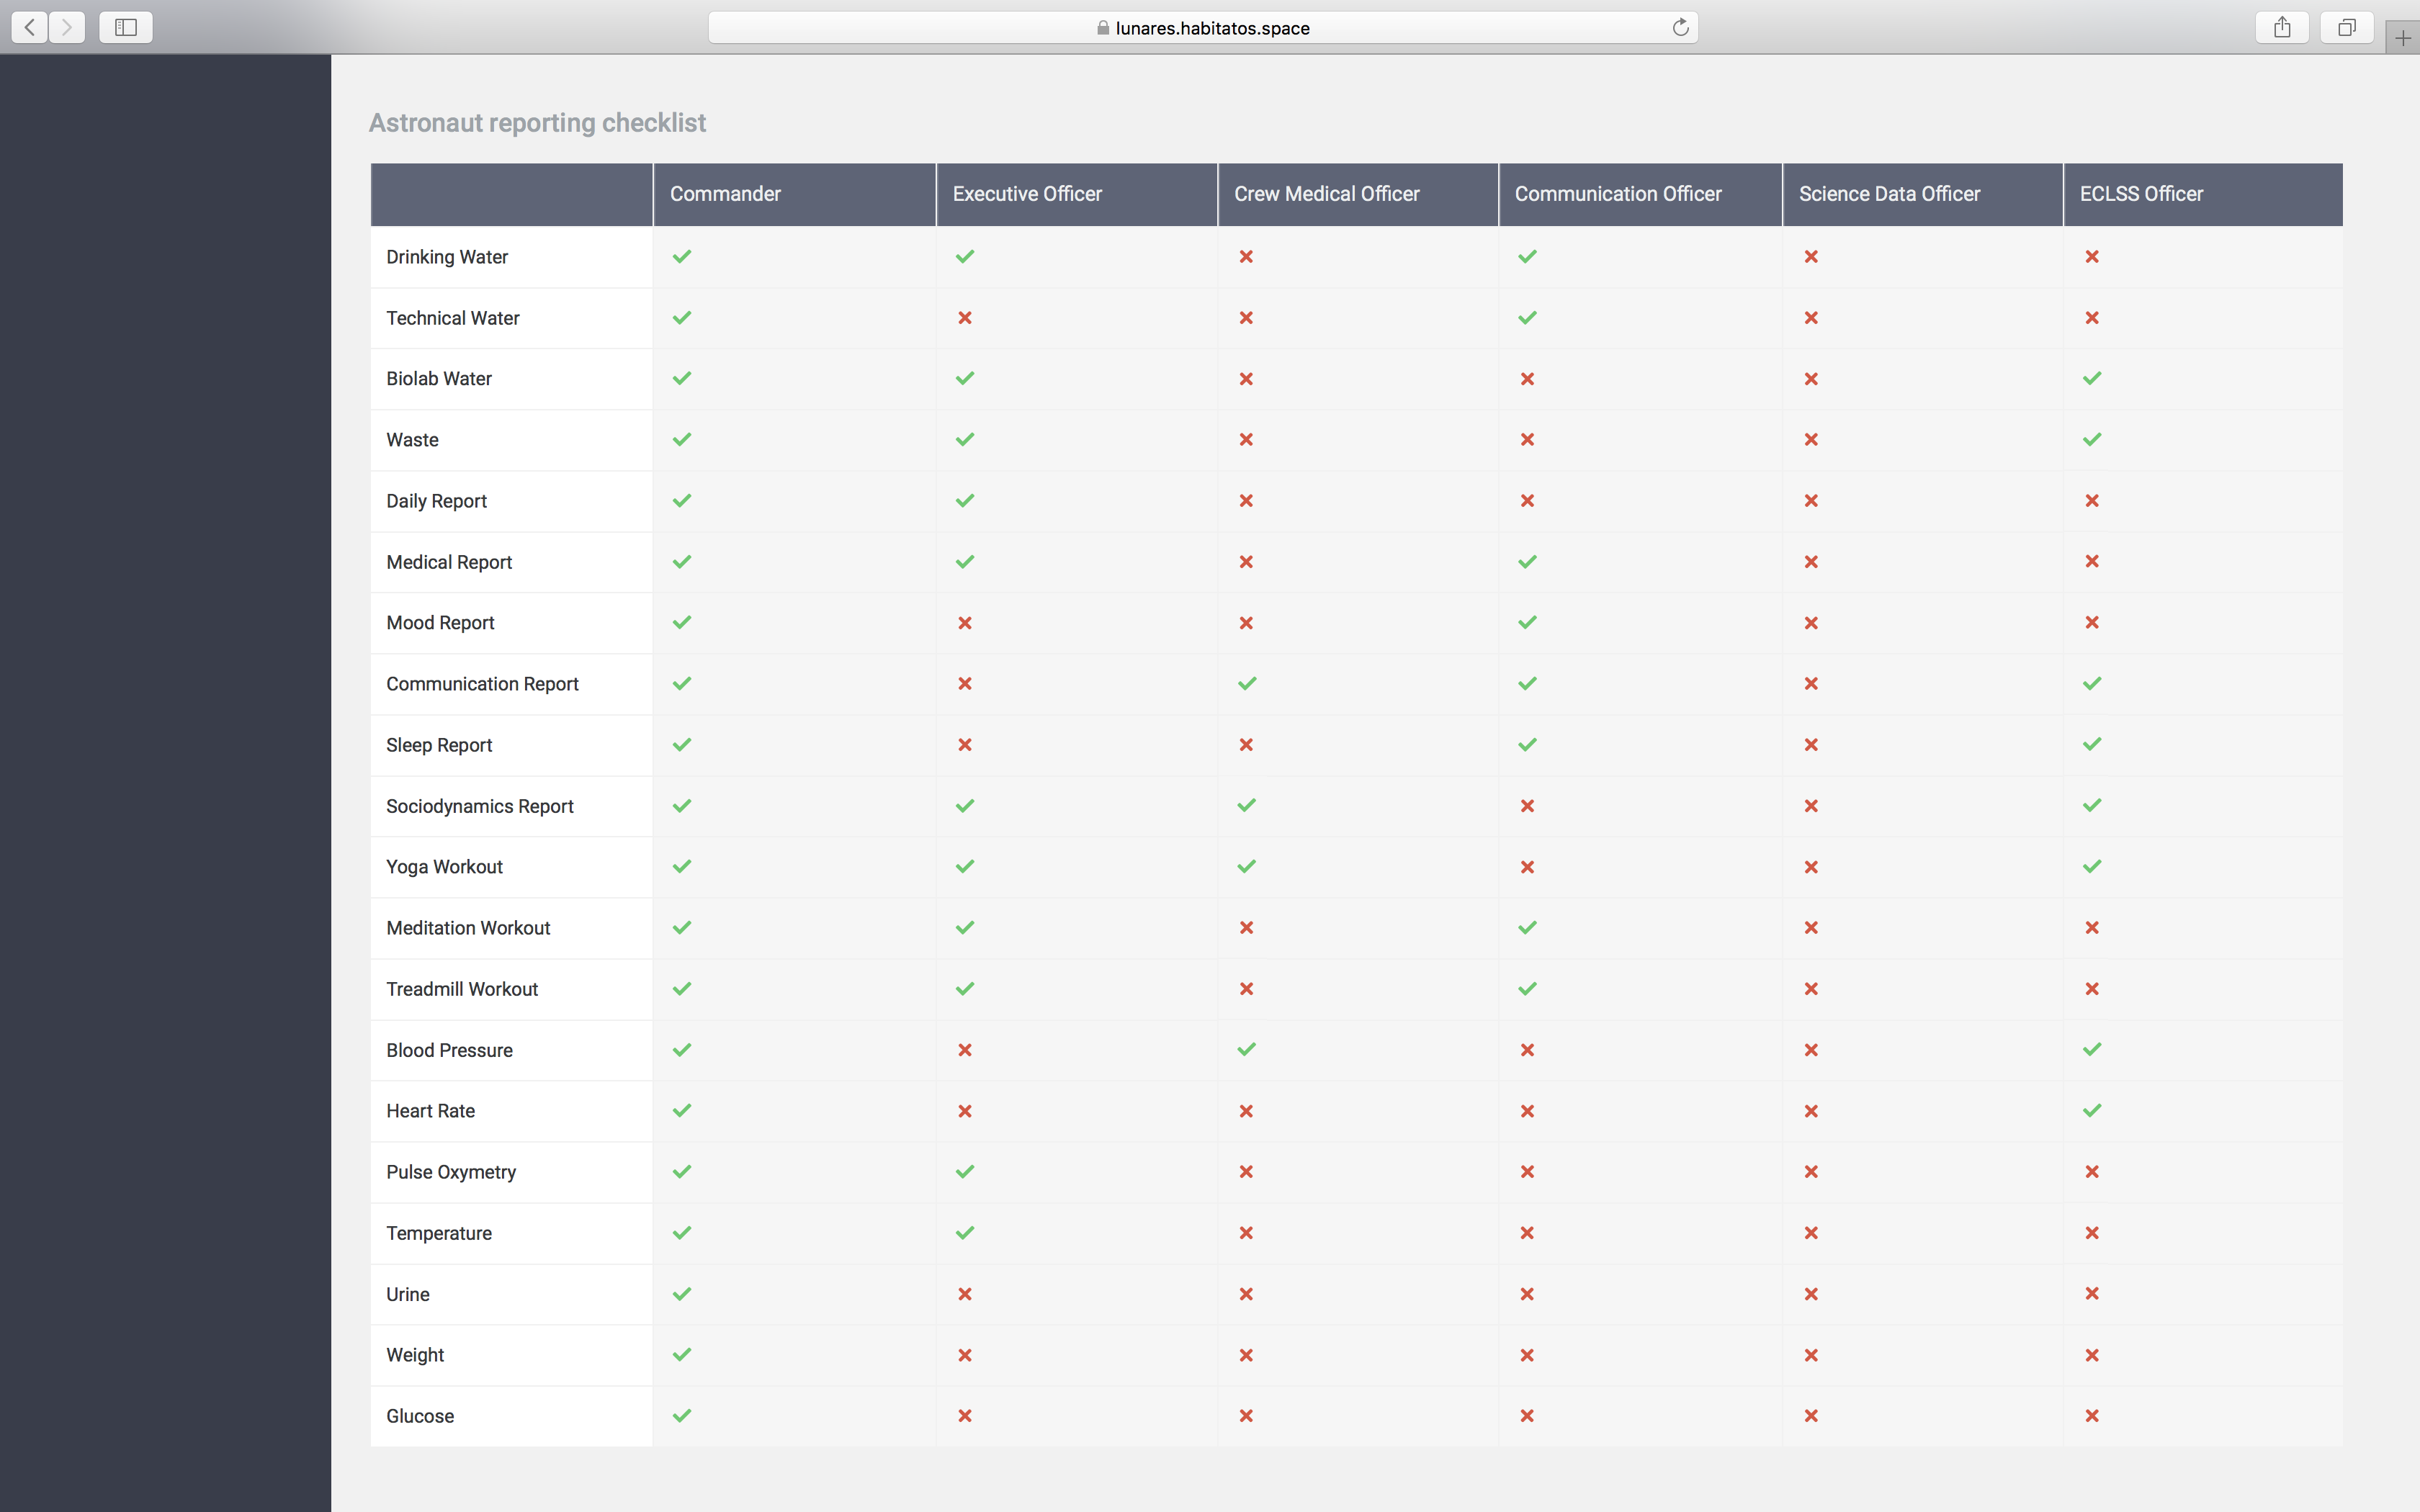 lunares.habitatos.space
Astronaut reporting checklist
Commander Executive Officer Crew Medical Officer Communication Officer Science Data Officer ECLSS Officer
Drinking Water
Technical Water
Biolab Water
Waste
Daily Report
Medical Report
Mood Report
Communication Report
Sleep Report
Sociodynamics Report
Yoga Workout
Meditation Workout
Treadmill Workout
Blood Pressure
Heart Rate
Pulse Oxymetry
Temperature
Urine
Weight
Glucose